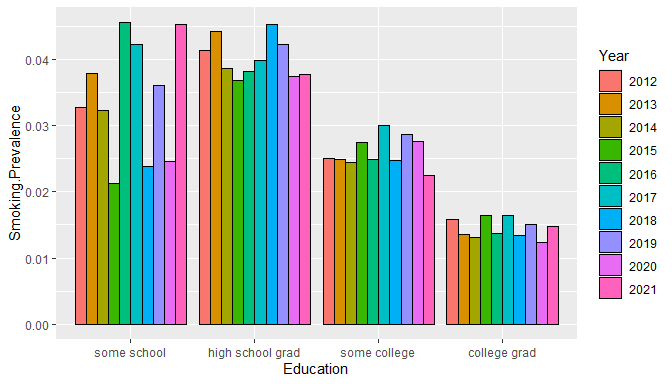 Smoking.Prevalence
0.04
0.03
0.02
0.01
0.00
some school
high school grad
some college
college grad
Education
Year
2012
2013
2014
2015
2016
2017
2018
2019
2020
2021